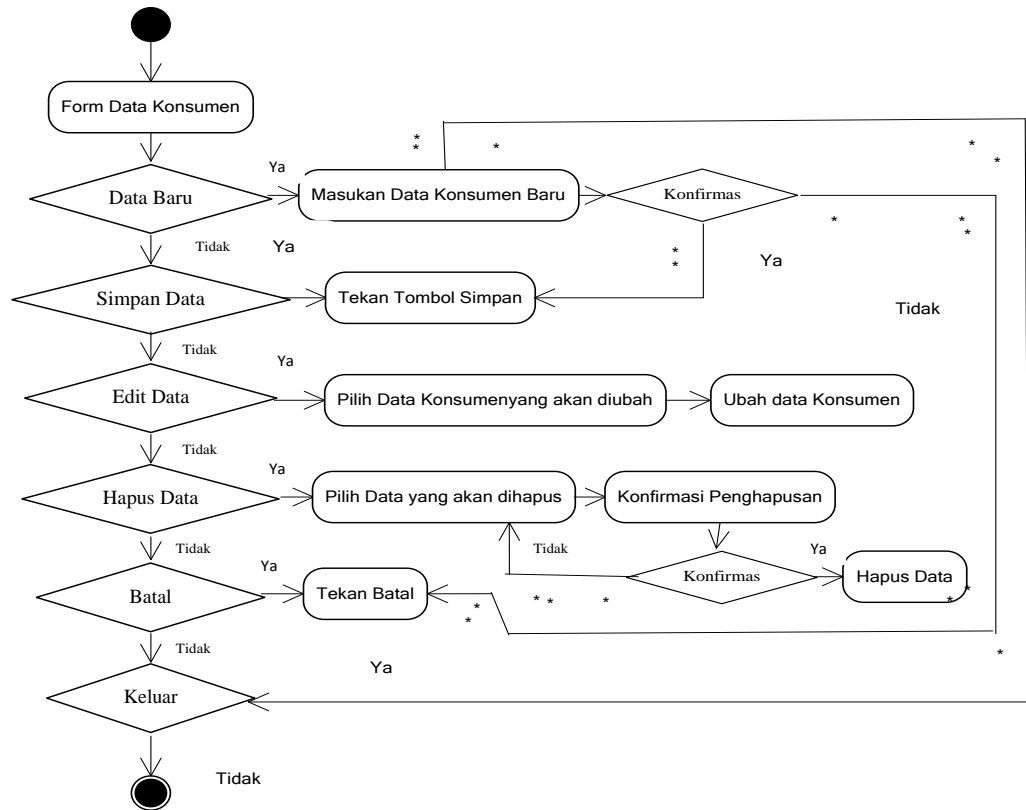 Form Data Konsumen
Ya
*
*
*
*
*
Data Baru
Masukan Data Konsumen Baru
Konfirmas
Tidak
Ya
*
*
*
*
*
Ya
Simpan Data
Tekan Tombol Simpan
Tidak
Tidak
Ya
Edit Data
Pilih Data Konsumenyang akan diubah
Ubah data Konsumen
Tidak
Ya
Hapus Data
Pilih Data yang akan dihapus
Konfirmasi Penghapusan
Tidak
Tidak
Ya
Ya
Konfirmas
Hapus Data
Batal
Tekan Batal
*
*
*
*
*
*
*
Tidak
Ya
*
Keluar
Tidak